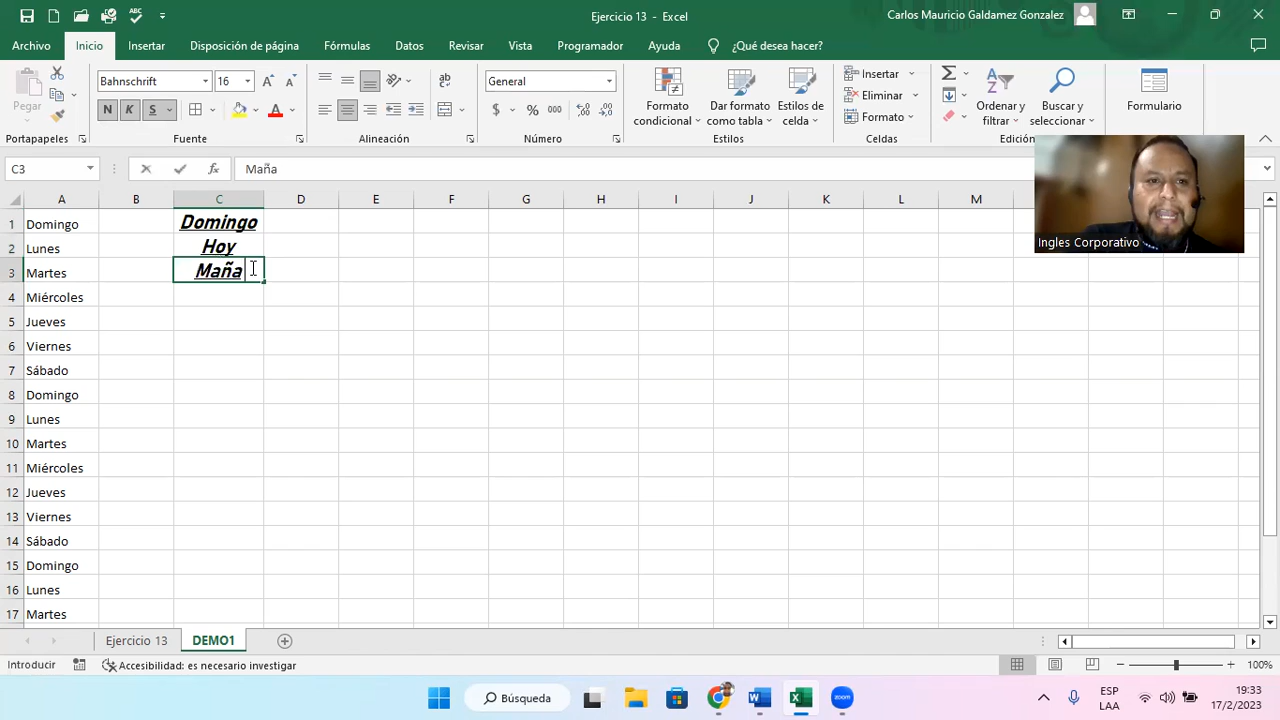 Ejercicio 13 - Excel
Carlos Mauricio Galdamez Gonzalez
Archivo Inicio Insertar Disposición de página Fórmulas Datos Revisar Vista Programador Ayuda ¿Qué desea hacer?
Pegar
Bahnschrift 16
N K S
General
$ % 000
Formato condicional
Dar formato como tabla
Estilos de celda
Insertar
Eliminar
Formato
Ordenar y filtrar
Buscar y seleccionar
Formulario
Portapapeles Fuente Alineación Número Estilos Celdas Edición
C3 fx Maña
Ingles Corporativo
A B C D E F G H I J K L M
1 Domingo Domingo
2 Lunes Hoy
3 Martes Maña
4 Miércoles
5 Jueves
6 Viernes
7 Sábado
8 Domingo
9 Lunes
10 Martes
11 Miércoles
12 Jueves
13 Viernes
14 Sábado
15 Domingo
16 Lunes
17 Martes
Ejercicio 13 DEMO1
Introducir Accesibilidad: es necesario investigar 100%
Búsqueda
zoom
ESP
LAA
19:33
17/2/2023